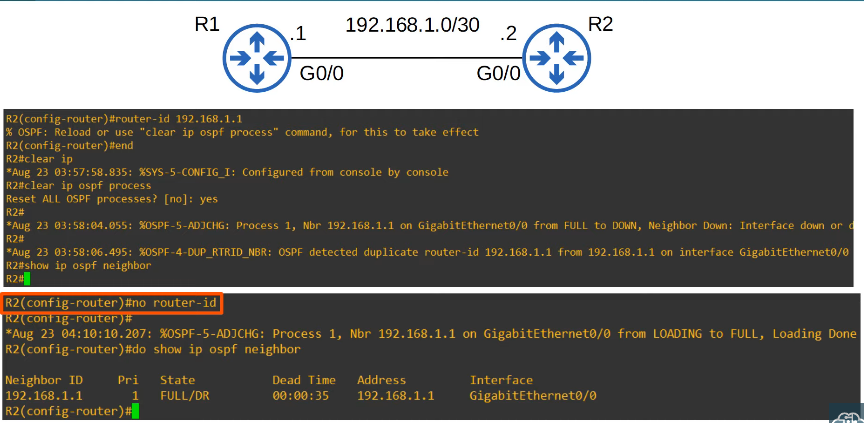 R1 .1 192.168.1.0/30 .2 R2
G0/0 G0/0
R2(config-router)#router-id 192.168.1.1
% OSPF: Reload or use "clear ip ospf process" command, for this to take effect
R2(config-router)#end
R2#clear ip
*Aug 23 03:57:58.835: %SYS-5-CONFIG_I: Configured from console by console
R2#clear ip ospf process
Reset ALL OSPF processes? [no]: yes
R2#
*Aug 23 03:58:04.055: %OSPF-5-ADJCHG: Process 1, Nbr 192.168.1.1 on GigabitEthernet0/0 from FULL to DOWN, Neighbor Down: Interface down or d
R2#
*Aug 23 03:58:06.495: %OSPF-4-DUP_RTRID_NBR: OSPF detected duplicate router-id 192.168.1.1 from 192.168.1.1 on interface GigabitEthernet0/0
R2#show ip ospf neighbor
R2#
R2(config-router)#no router-id
R2(config-router)#
*Aug 23 04:10:10.207: %OSPF-5-ADJCHG: Process 1, Nbr 192.168.1.1 on GigabitEthernet0/0 from LOADING to FULL, Loading Done
R2(config-router)#do show ip ospf neighbor
Neighbor ID Pri State Dead Time Address Interface
192.168.1.1 1 FULL/DR 00:00:35 192.168.1.1 GigabitEthernet0/0
R2(config-router)#